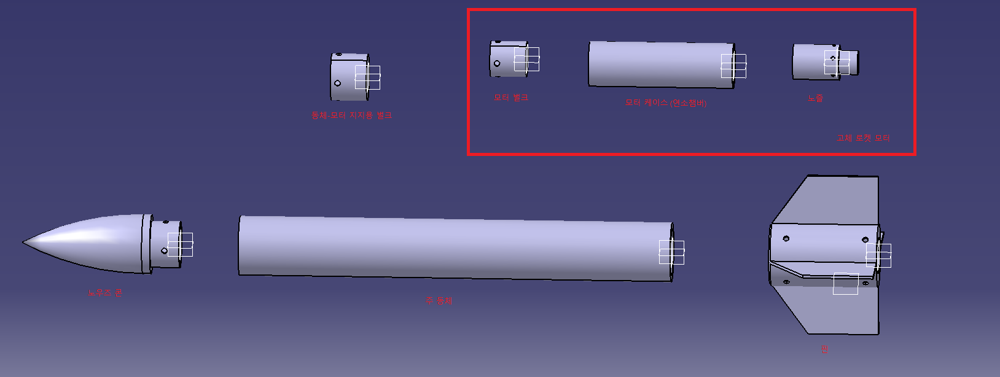 모터 벌크
모터 케이스 (연소챔버)
노즐
동체-모터 지지용 벌크
고체 로켓 모터
노우즈 콘
주 동체
핀